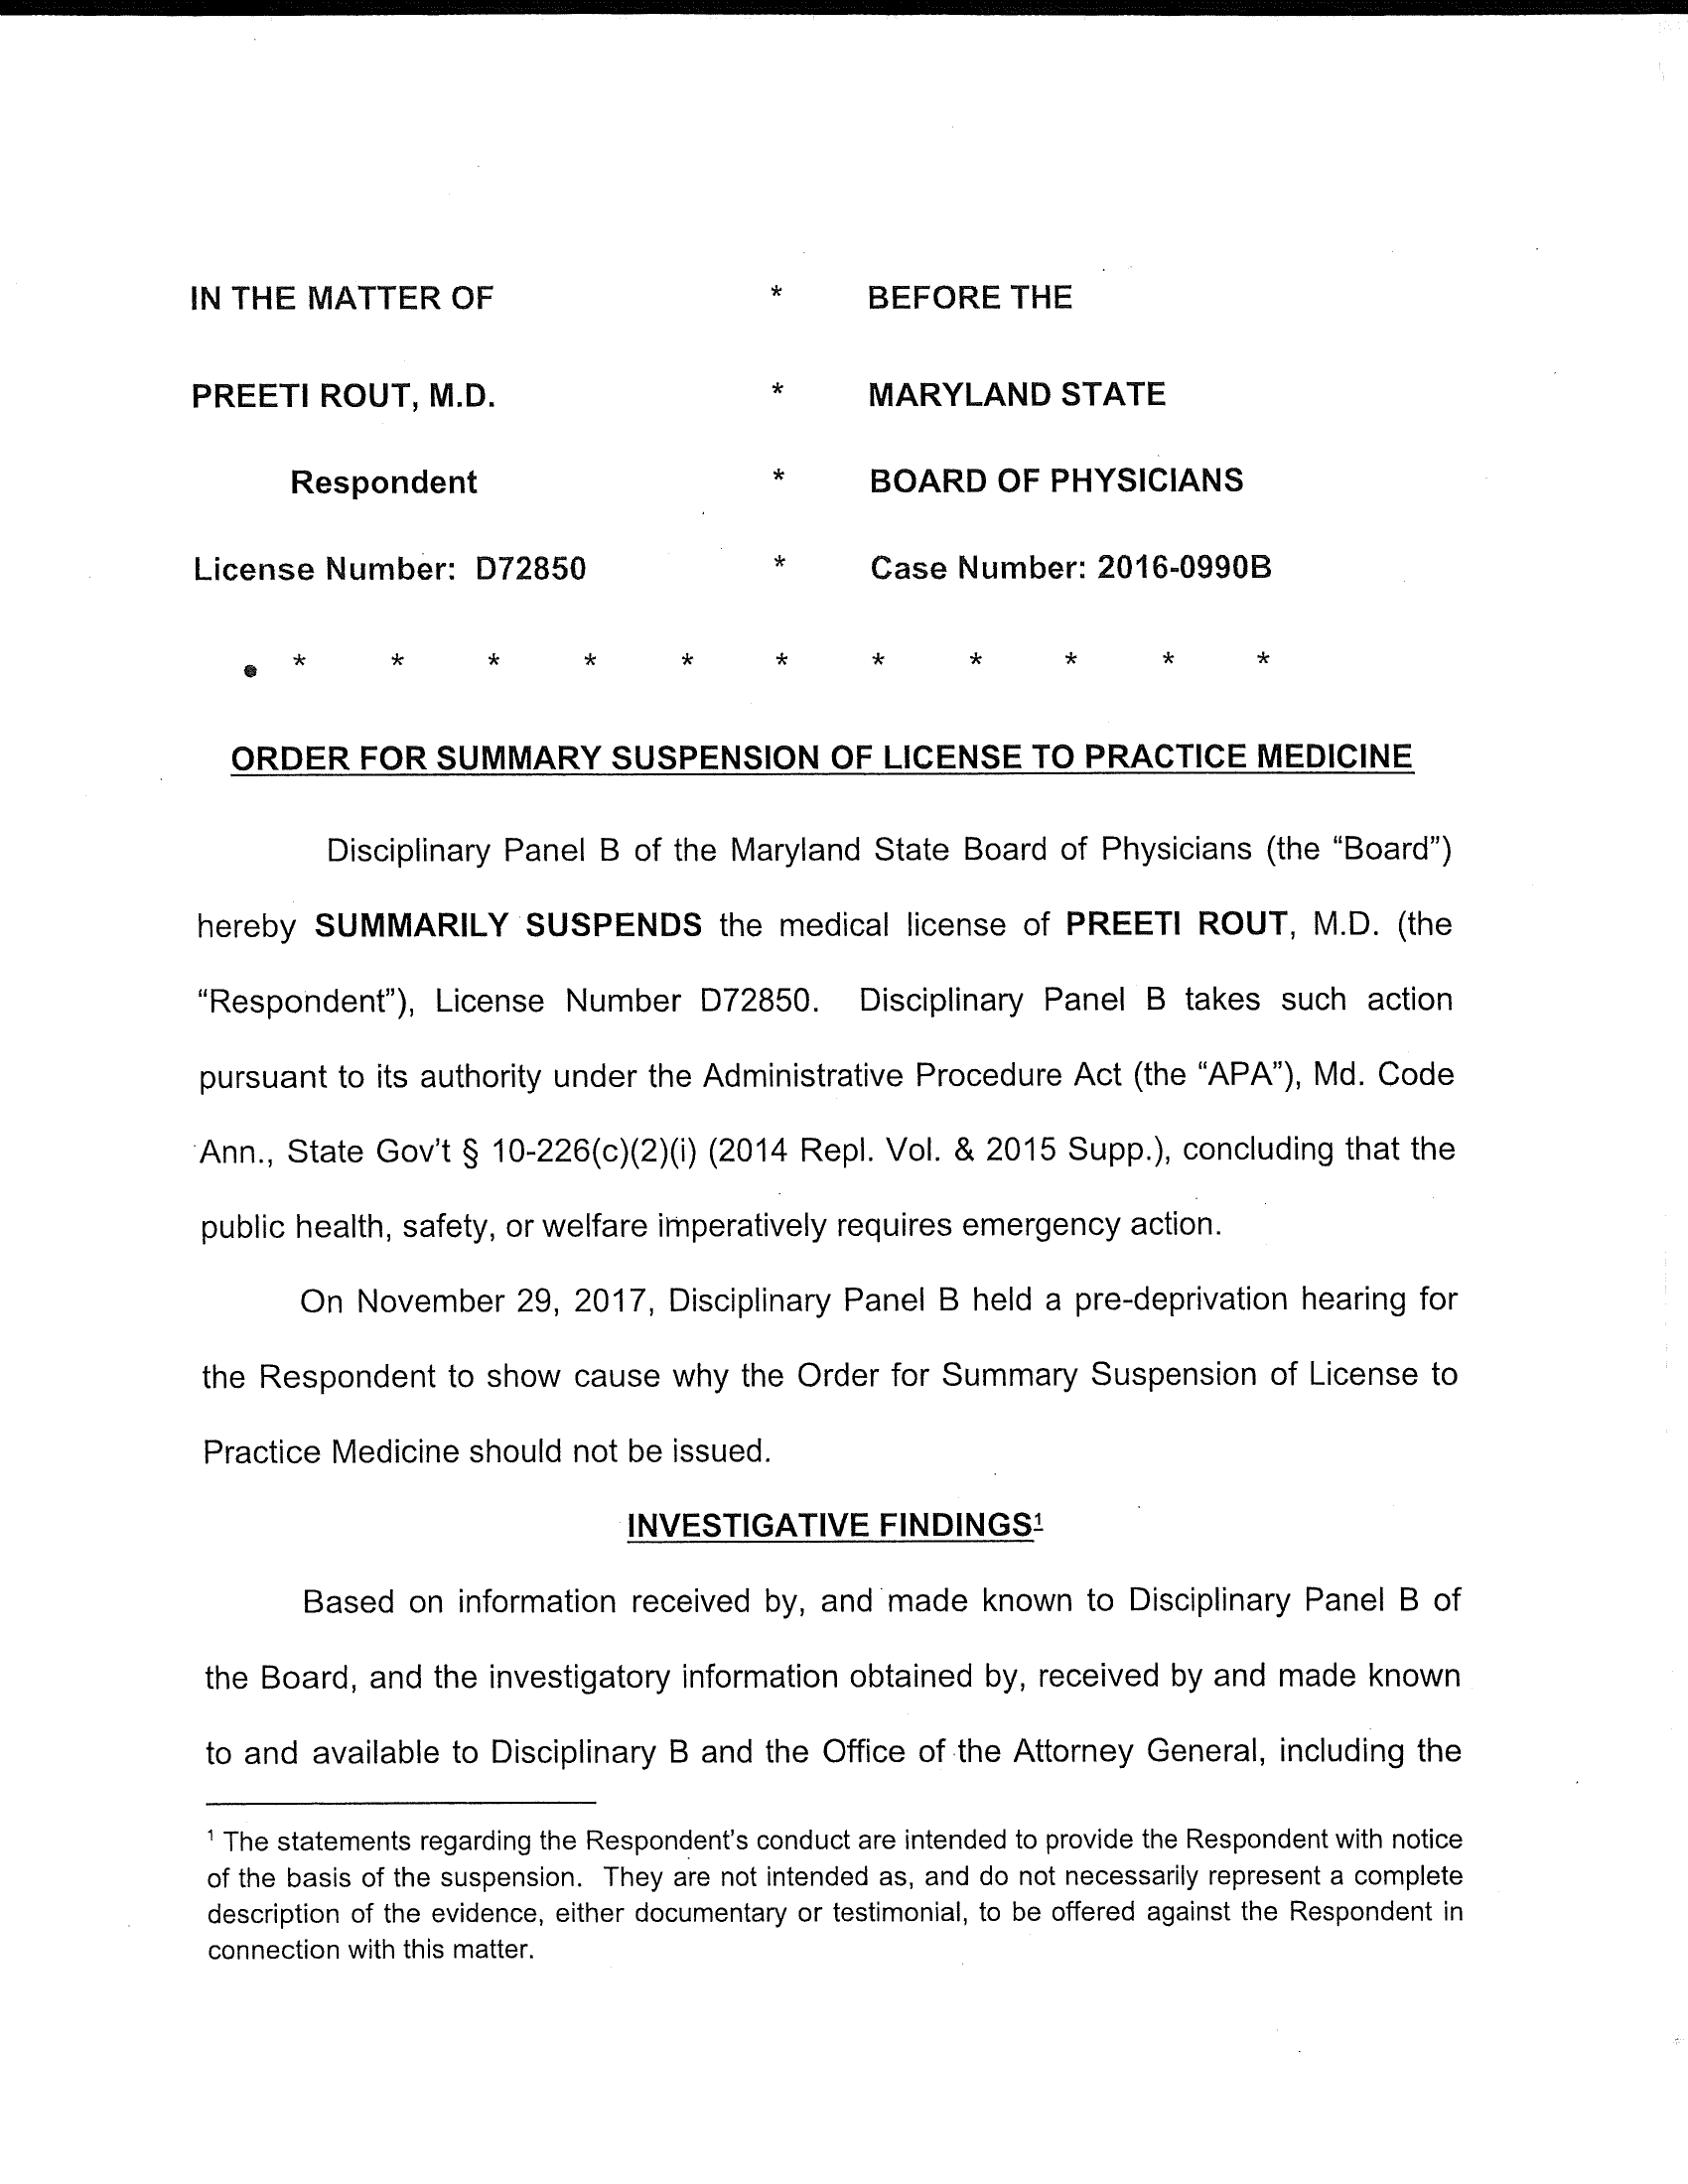 IN THE MATTER OF * BEFORE THE
PREETI ROUT, M.D. * MARYLAND STATE
Respondent * BOARD OF PHYSICIANS
License Number: D72850 * Case Number: 2016-0990B
* * * * * * * * * * *
ORDER FOR SUMMARY SUSPENSION OF LICENSE TO PRACTICE MEDICINE
Disciplinary Panel B of the Maryland State Board of Physicians (the “Board”)
hereby SUMMARILY SUSPENDS the medical license of PREETI ROUT, M.D. (the
“Respondent”), License Number D72850. Disciplinary Panel B takes such action
pursuant to its authority under the Administrative Procedure Act (the “APA”), Md. Code
Ann., State Gov’t § 10-226(c)(2)(i) (2014 Repl. Vol. & 2015 Supp.), concluding that the
public health, safety, or welfare imperatively requires emergency action.
On November 29, 2017, Disciplinary Panel B held a pre-deprivation hearing for
the Respondent to show cause why the Order for Summary Suspension of License to
Practice Medicine should not be issued.
INVESTIGATIVE FINDINGS¹
Based on information received by, and made known to Disciplinary Panel B of
the Board, and the investigatory information obtained by, received by and made known
to and available to Disciplinary B and the Office of the Attorney General, including the
¹ The statements regarding the Respondent’s conduct are intended to provide the Respondent with notice
of the basis of the suspension. They are not intended as, and do not necessarily represent a complete
description of the evidence, either documentary or testimonial, to be offered against the Respondent in
connection with this matter.